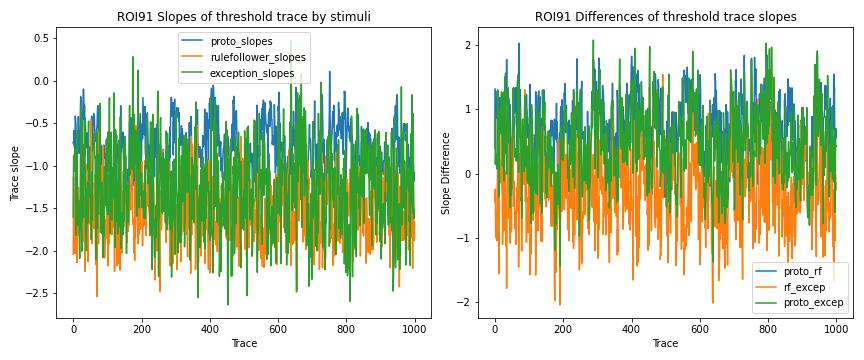 ROI91 Slopes of threshold trace by stimuli
0.5
0.0
−0.5
−1.0
−1.5
−2.0
−2.5
Trace slope
0
200
400
600
800
1000
Trace
proto_slopes
rulefollower_slopes
exception_slopes
ROI91 Differences of threshold trace slopes
2
1
0
−1
−2
Slope Difference
0
200
400
600
800
1000
Trace
proto_rf
rf_excep
proto_excep